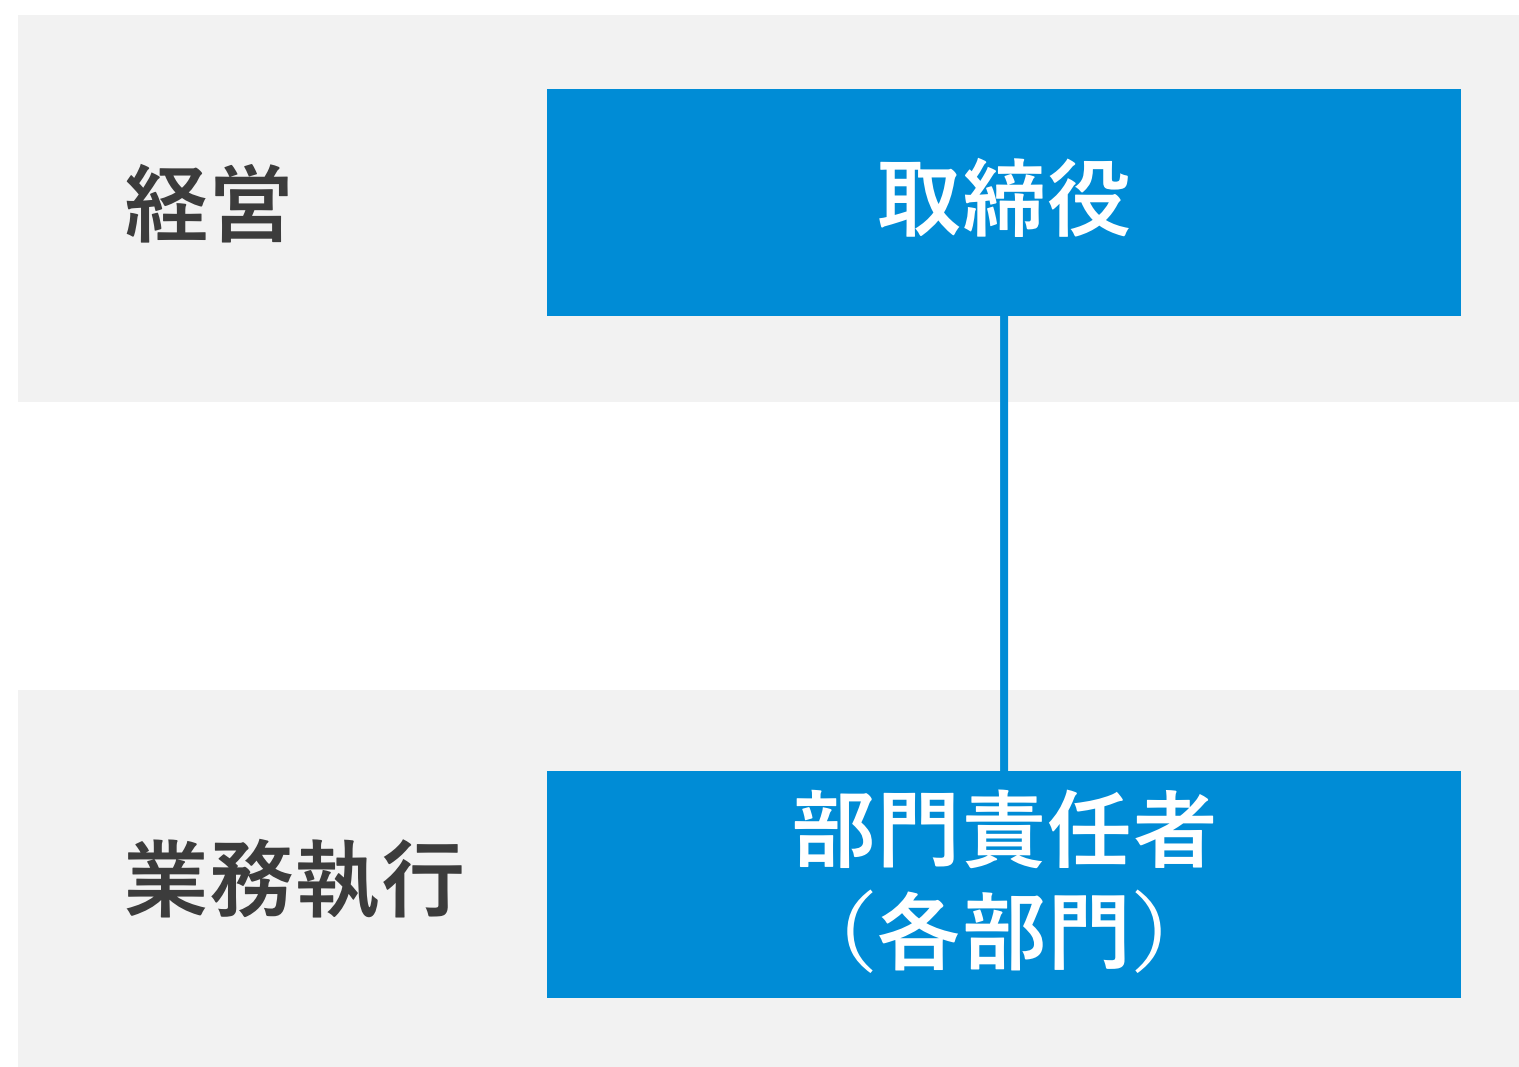 経営
取締役
業務執行
部門責任者
（各部門）